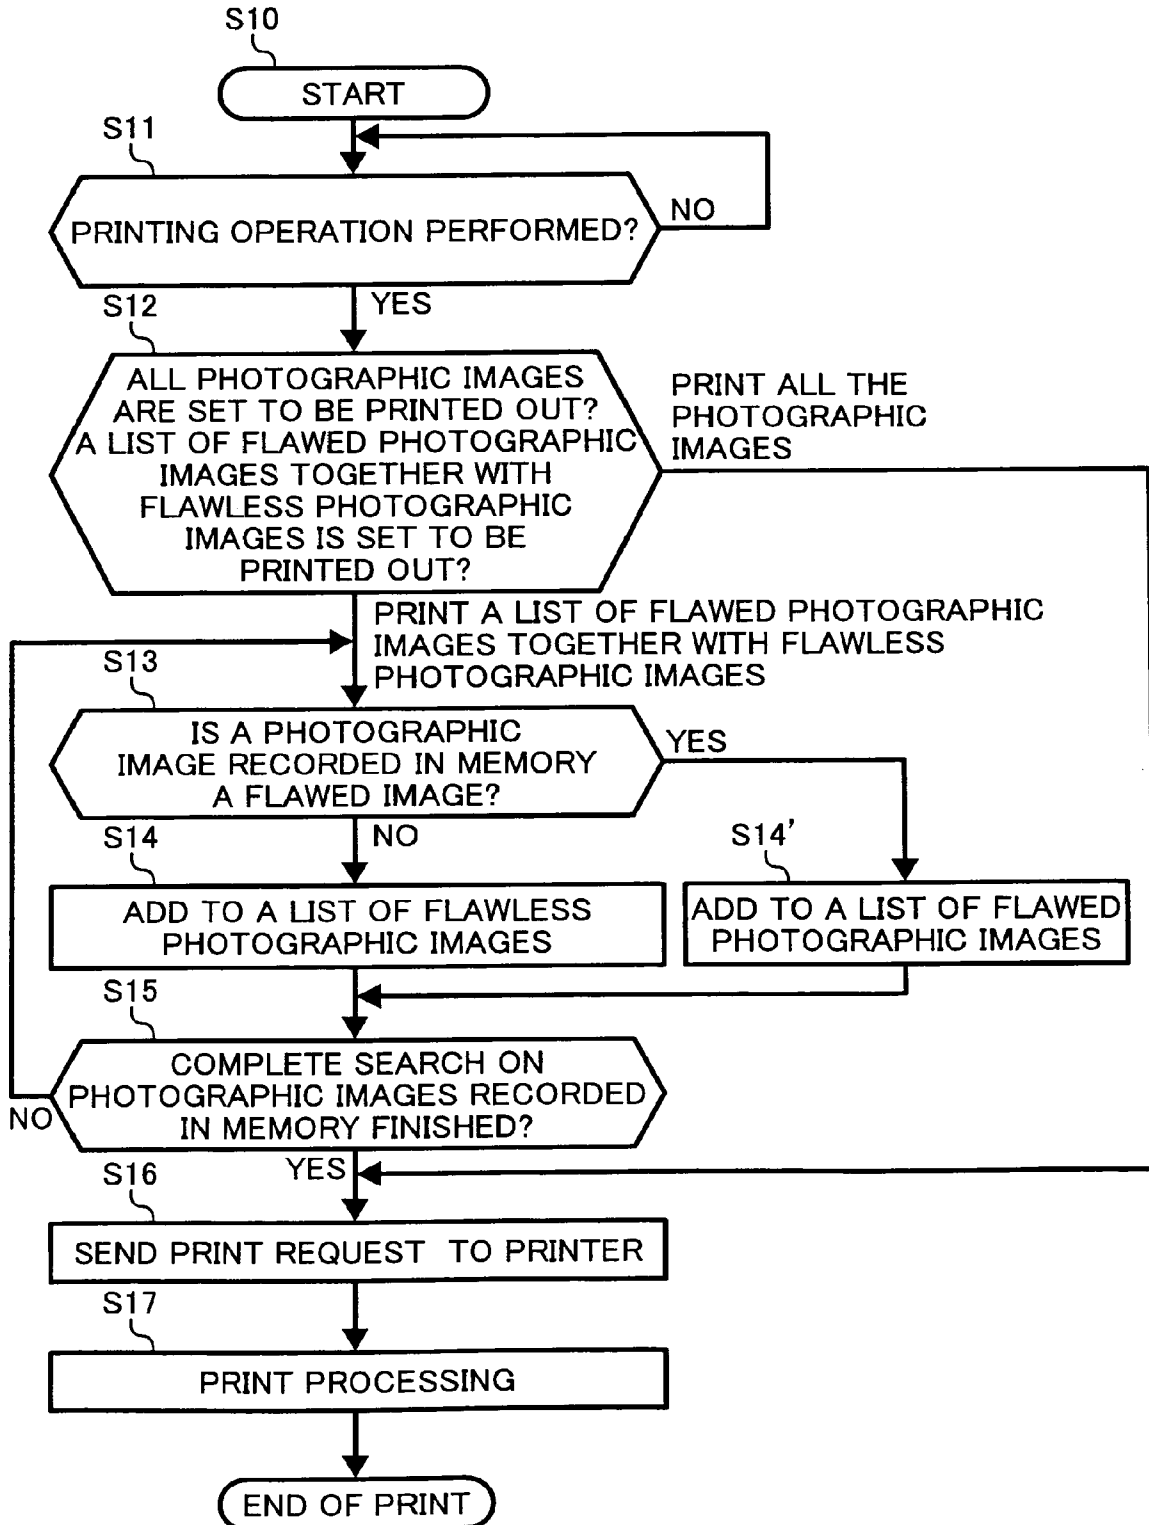 S10
START
S11
PRINTING OPERATION PERFORMED?
NO
YES
S12
ALL PHOTOGRAPHIC IMAGES
ARE SET TO BE PRINTED OUT?
A LIST OF FLAWED PHOTOGRAPHIC
IMAGES TOGETHER WITH
FLAWLESS PHOTOGRAPHIC
IMAGES IS SET TO BE
PRINTED OUT?
PRINT ALL THE
PHOTOGRAPHIC
IMAGES
PRINT A LIST OF FLAWED PHOTOGRAPHIC
IMAGES TOGETHER WITH FLAWLESS
PHOTOGRAPHIC IMAGES
S13
IS A PHOTOGRAPHIC
IMAGE RECORDED IN MEMORY
A FLAWED IMAGE?
YES
NO
S14
ADD TO A LIST OF FLAWLESS
PHOTOGRAPHIC IMAGES
S14'
ADD TO A LIST OF FLAWED
PHOTOGRAPHIC IMAGES
S15
COMPLETE SEARCH ON
PHOTOGRAPHIC IMAGES RECORDED
IN MEMORY FINISHED?
NO
YES
S16
SEND PRINT REQUEST TO PRINTER
S17
PRINT PROCESSING
END OF PRINT